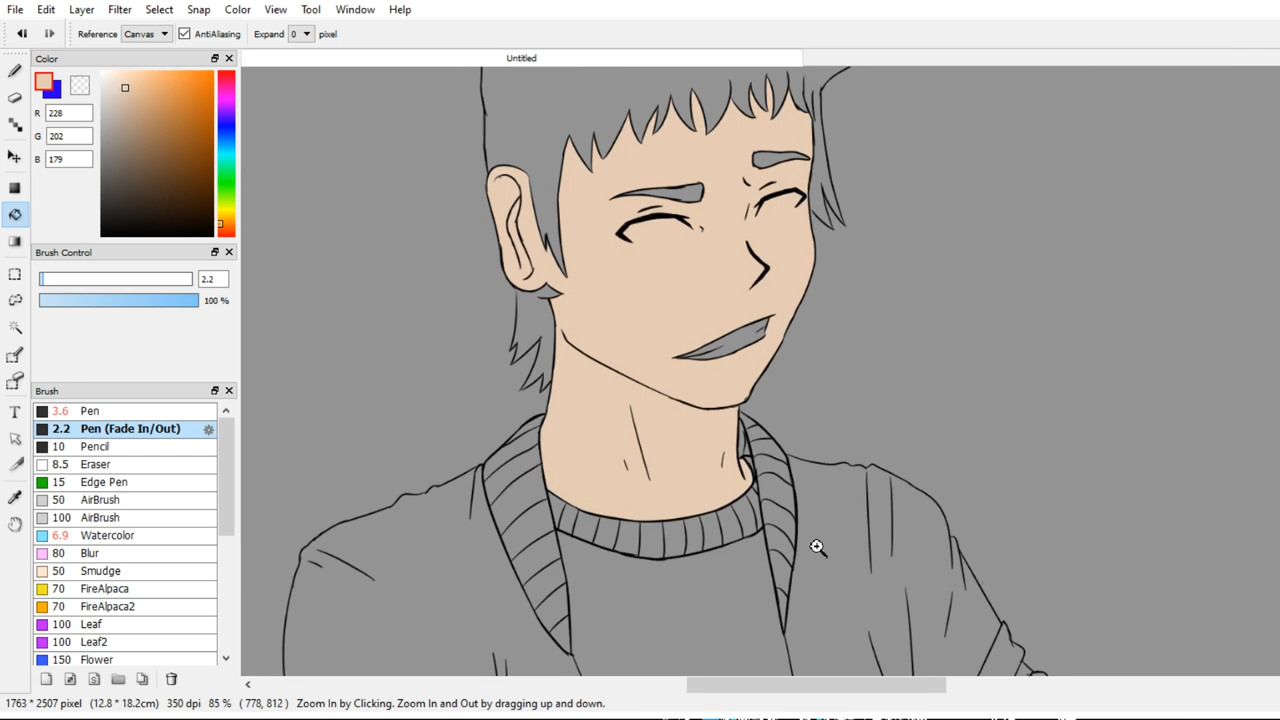 File Edit Layer Filter Select Snap Color View Tool Window Help
Reference Canvas AntiAliasing Expand 0 pixel
Color
Untitled
R 228
G 202
B 179
Brush Control
2.2
100 %
Brush
3.6 Pen
2.2 Pen (Fade In/Out)
10 Pencil
8.5 Eraser
15 Edge Pen
50 AirBrush
100 AirBrush
6.9 Watercolor
80 Blur
50 Smudge
70 FireAlpaca
70 FireAlpaca2
100 Leaf
100 Leaf2
150 Flower
1763 * 2507 pixel (12.8 * 18.2cm) 350 dpi 85 % ( 778, 812 ) Zoom In by Clicking. Zoom In and Out by dragging up and down.